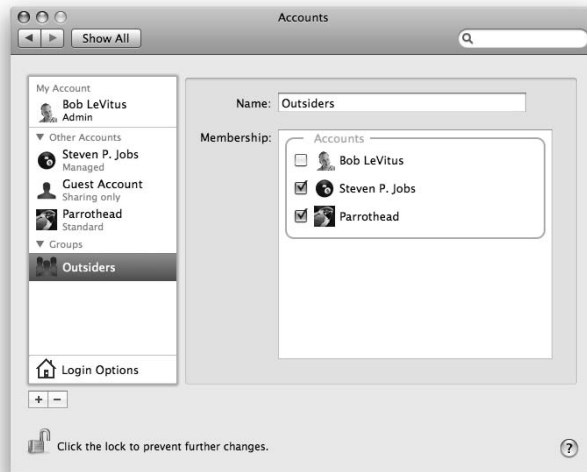 Accounts
Show All
My Account
Bob LeVitus
Admin
Other Accounts
Steven P. Jobs
Managed
Guest Account
Sharing only
Parrothead
Standard
Groups
Outsiders
Login Options
+ −
Name: Outsiders
Membership:
Accounts
Bob LeVitus
Steven P. Jobs
Parrothead
Click the lock to prevent further changes.
?